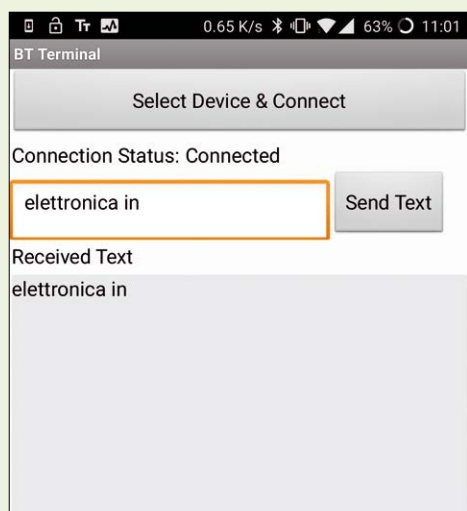 Tт 0.65 K/s 63% 11:01
BT Terminal
Select Device & Connect
Connection Status: Connected
elettronica in Send Text
Received Text
elettronica in